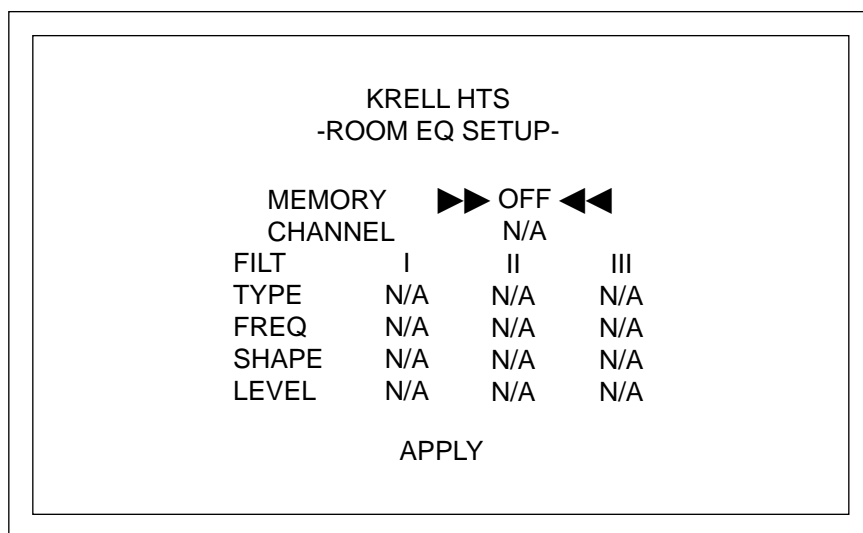 KRELL HTS
-ROOM EQ SETUP-
MEMORY ▶▶ OFF ◀◀
CHANNEL N/A
FILT I II III
TYPE N/A N/A N/A
FREQ N/A N/A N/A
SHAPE N/A N/A N/A
LEVEL N/A N/A N/A
APPLY